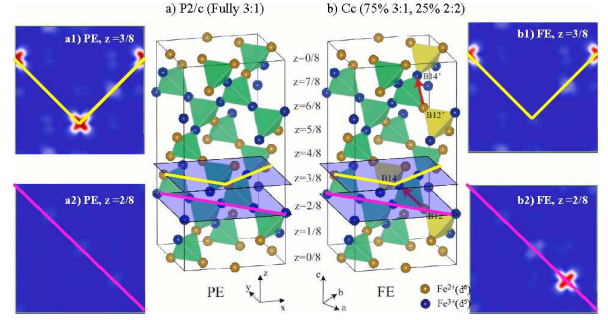 a) P2/c (Fully 3:1)
b) Cc (75% 3:1, 25% 2:2)
a1) PE, z =3/8
b1) FE, z =3/8
z=0/8
z=7/8
z=6/8
z=5/8
z=4/8
z=3/8
z=2/8
z=1/8
z=0/8
B14'
B12'
B14
B12
a2) PE, z =2/8
b2) FE, z =2/8
PE
z
y
x
FE
c
b
a
Fe²⁺(d⁶)
Fe³⁺(d⁵)